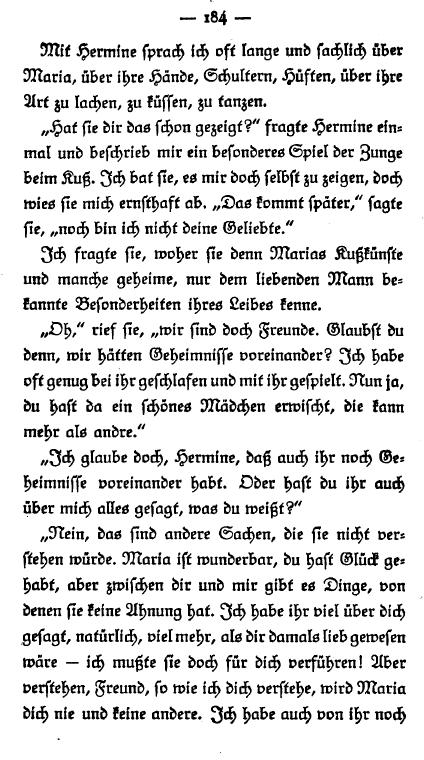 — 184 —
Mit Hermine sprach ich oft lange und sachlich über
Maria, über ihre Hände, Schultern, Hüften, über ihre
Art zu lachen, zu küssen, zu tanzen.
„Hat sie dir das schon gezeigt?“ fragte Hermine ein-
mal und beschrieb mir ein besonderes Spiel der Zunge
beim Kuß. Ich bat sie, es mir doch selbst zu zeigen, doch
wies sie mich ernsthaft ab. „Das kommt später,“ sagte
sie, „noch bin ich nicht deine Geliebte.“
Ich fragte sie, woher sie denn Marias Kußkünste
und manche geheime, nur dem liebenden Mann be-
kannte Besonderheiten ihres Leibes kenne.
„Oh,“ rief sie, „wir sind doch Freunde. Glaubst du
denn, wir hätten Geheimnisse voreinander? Ich habe
oft genug bei ihr geschlafen und mit ihr gespielt. Nun ja,
du hast da ein schönes Mädchen erwischt, die kann
mehr als andre.“
„Ich glaube doch, Hermine, daß auch ihr noch Ge-
heimnisse voreinander habt. Oder hast du ihr auch
über mich alles gesagt, was du weißt?“
„Nein, das sind andere Sachen, die sie nicht ver-
stehen würde. Maria ist wunderbar, du hast Glück ge-
habt, aber zwischen dir und mir gibt es Dinge, von
denen sie keine Ahnung hat. Ich habe ihr viel über dich
gesagt, natürlich, viel mehr, als dir damals lieb gewesen
wäre — ich mußte sie doch für dich verführen! Aber
verstehen, Freund, so wie ich dich verstehe, wird Maria
dich nie und keine andere. Ich habe auch von ihr noch